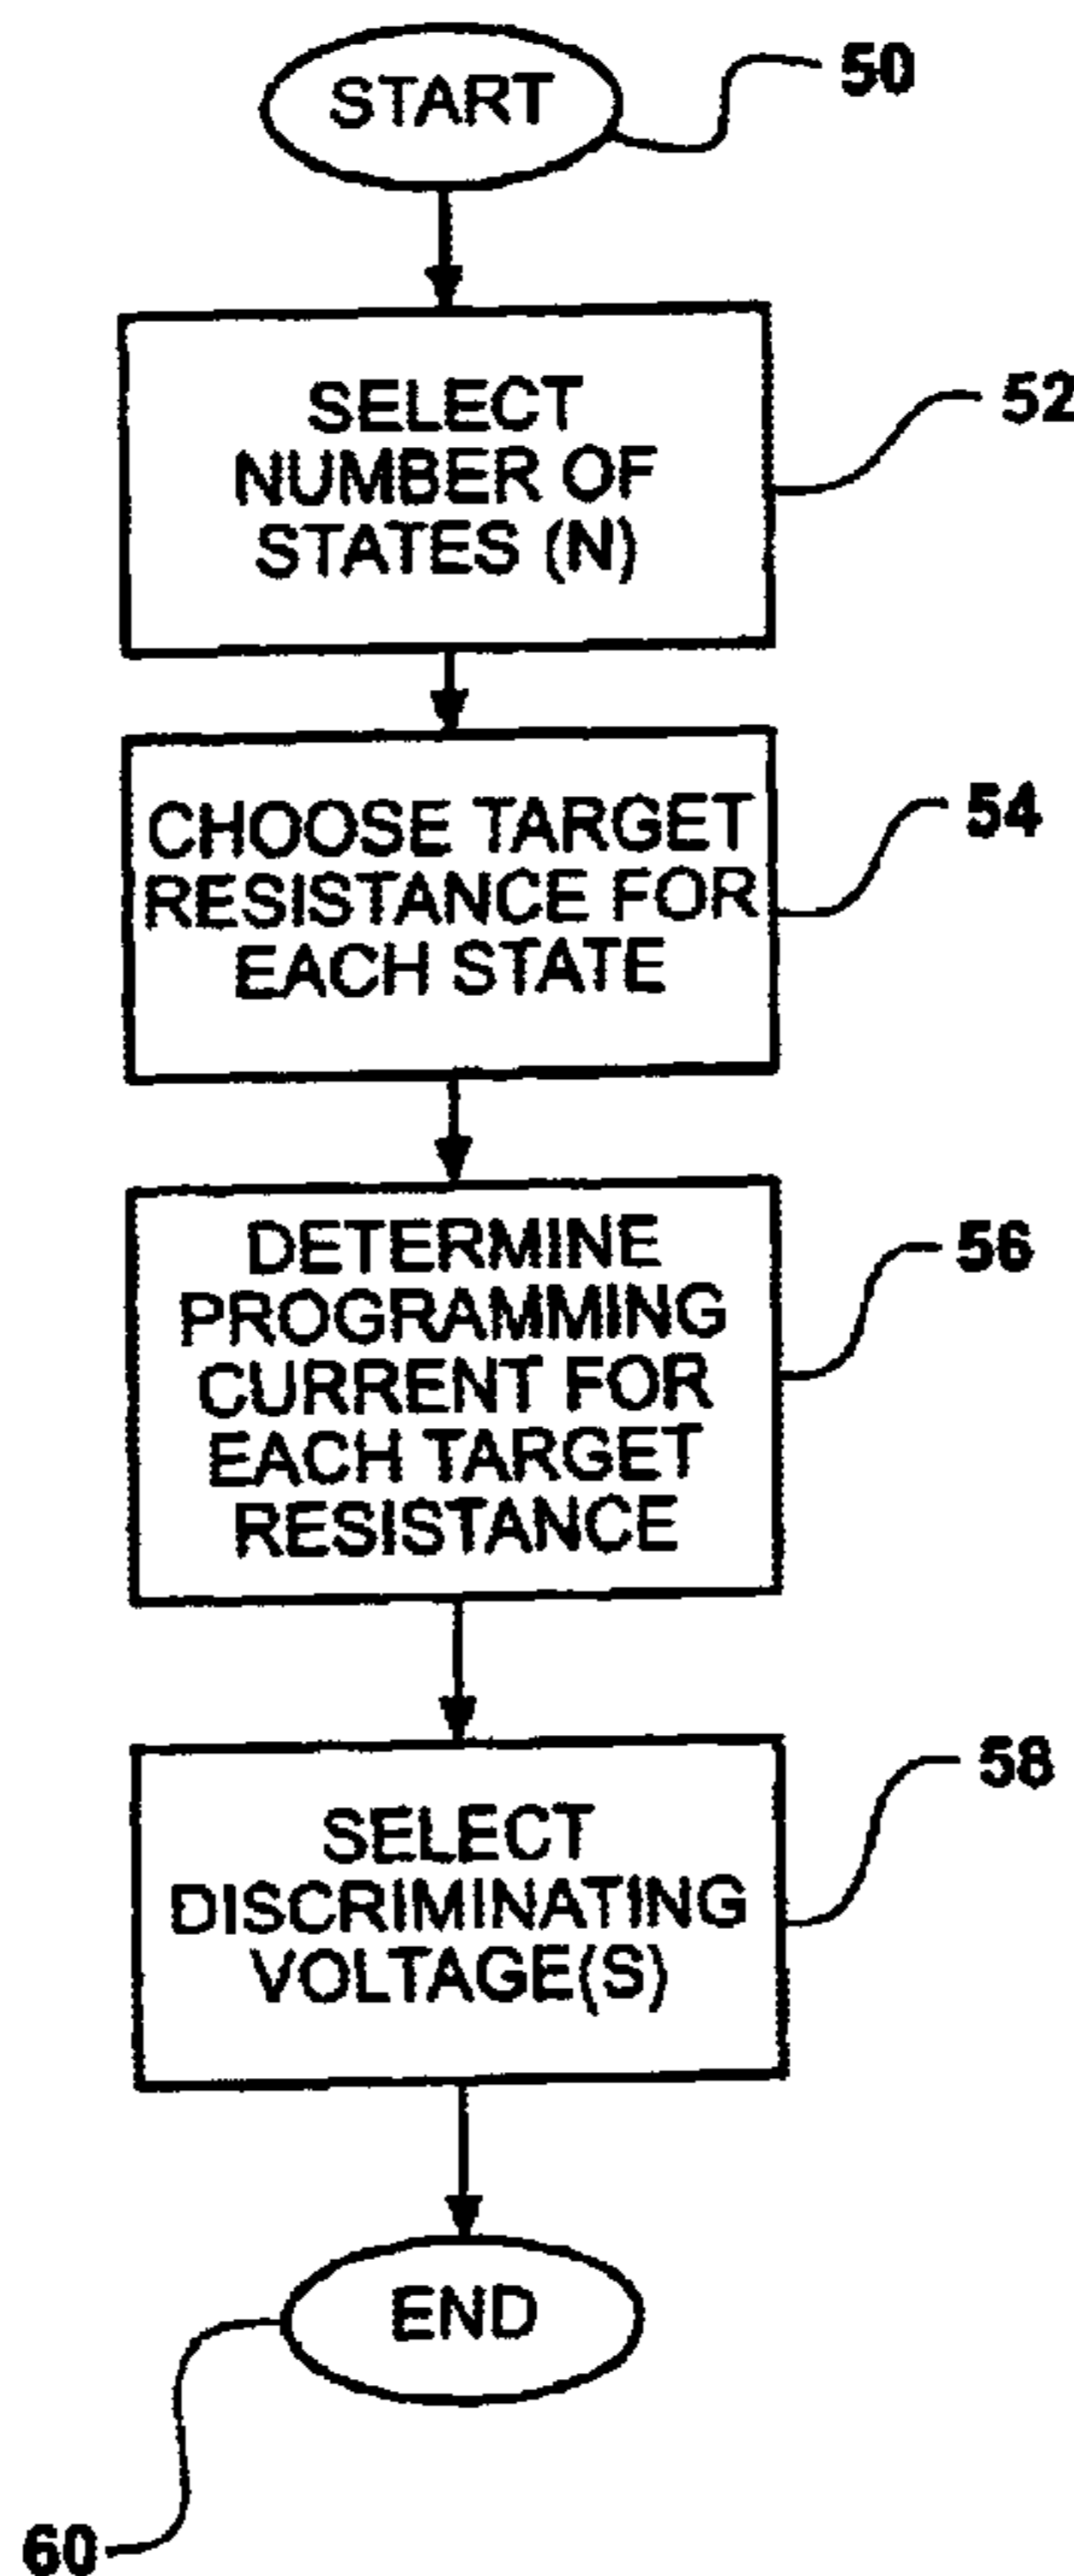 START
50
SELECT
NUMBER OF
STATES (N)
52
CHOOSE TARGET
RESISTANCE FOR
EACH STATE
54
DETERMINE
PROGRAMMING
CURRENT FOR
EACH TARGET
RESISTANCE
56
SELECT
DISCRIMINATING
VOLTAGE(S)
58
END
60